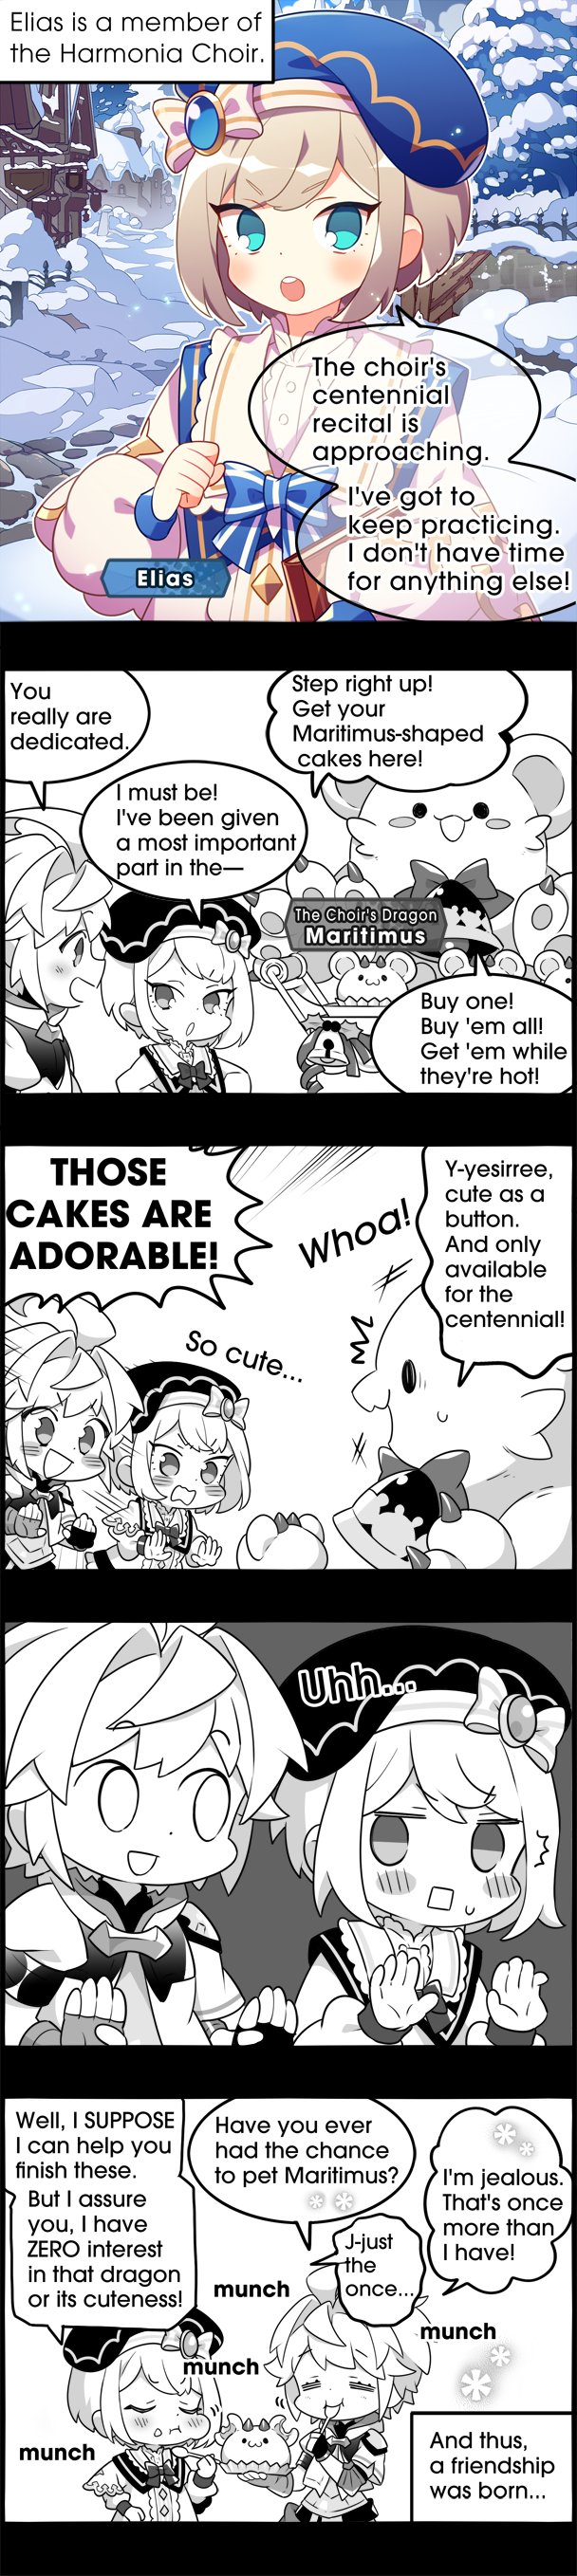 Elias is a member of
the Harmonia Choir.
The choir's
centennial
recital is
approaching.
I've got to
keep practicing.
I don't have time
for anything else!
Elias
You
really are
dedicated.
Step right up!
Get your
Maritimus-shaped
cakes here!
I must be!
I've been given
a most important
part in the—
The Choir's Dragon
Maritimus
Buy one!
Buy 'em all!
Get 'em while
they're hot!
THOSE
CAKES ARE
ADORABLE!
Whoa!
Y-yesirree,
cute as a
button.
And only
available
for the
centennial!
So cute...
Uhh...
Well, I SUPPOSE
I can help you
finish these.
But I assure
you, I have
ZERO interest
in that dragon
or its cuteness!
Have you ever
had the chance
to pet Maritimus?
J-just
the
once...
I'm jealous.
That's once
more than
I have!
munch
munch
munch
munch
And thus,
a friendship
was born...